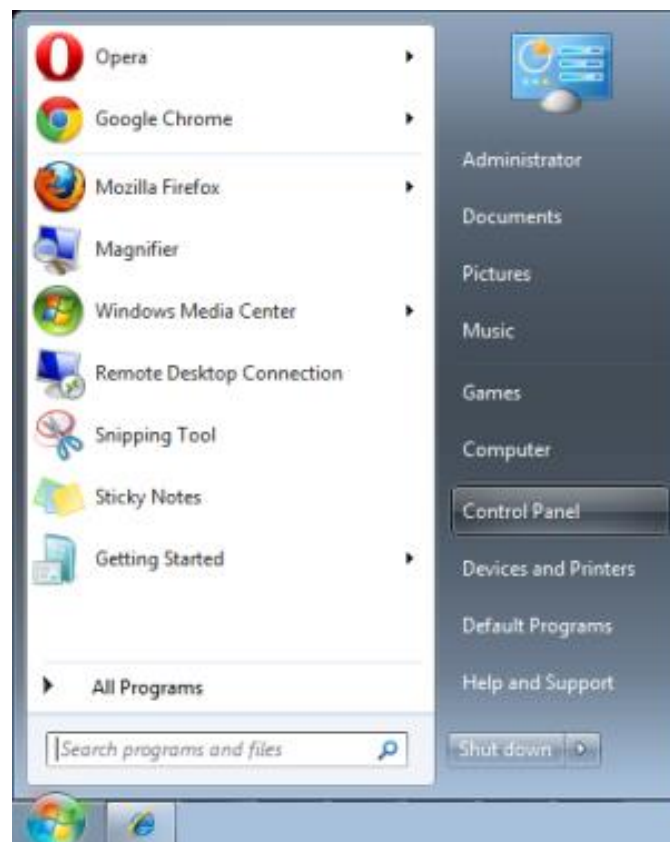 Opera
Google Chrome
Mozilla Firefox
Magnifier
Windows Media Center
Remote Desktop Connection
Snipping Tool
Sticky Notes
Getting Started
All Programs
Search programs and files
Administrator
Documents
Pictures
Music
Games
Computer
Control Panel
Devices and Printers
Default Programs
Help and Support
Shut down